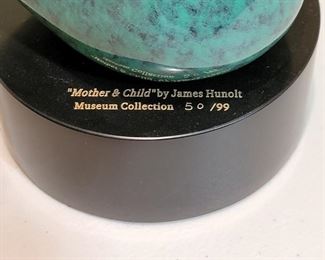 "Mother & Child" by James Hunolt
Museum Collection 50 /99